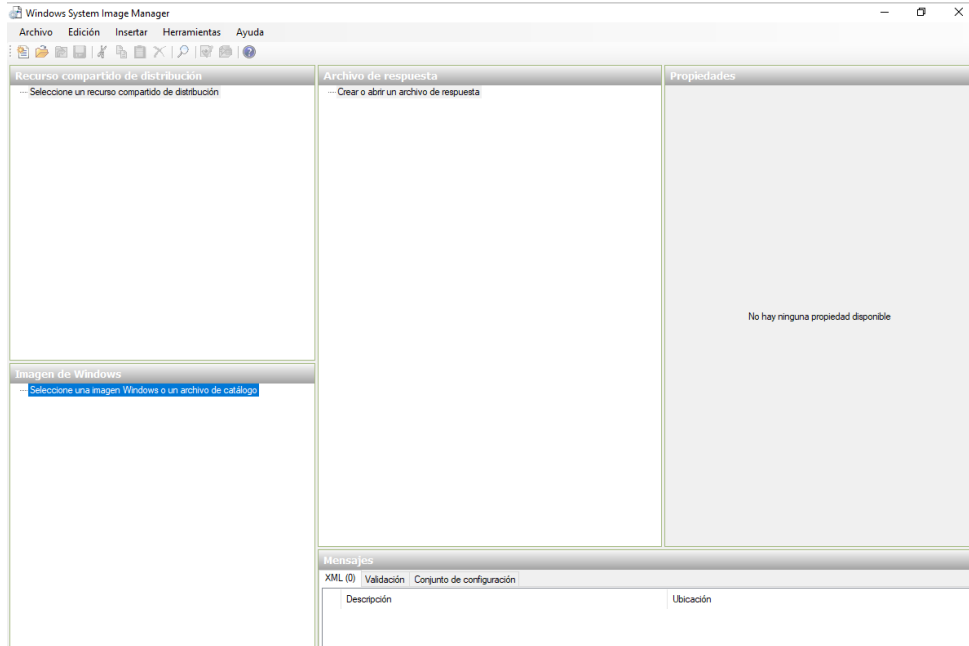 Windows System Image Manager
Archivo Edición Insertar Herramientas Ayuda
Recurso compartido de distribución
Seleccione un recurso compartido de distribución
Archivo de respuesta
Crear o abrir un archivo de respuesta
Propiedades
No hay ninguna propiedad disponible
Imagen de Windows
Seleccione una imagen Windows o un archivo de catálogo
Mensajes
XML (0) Validación Conjunto de configuración
Descripción Ubicación